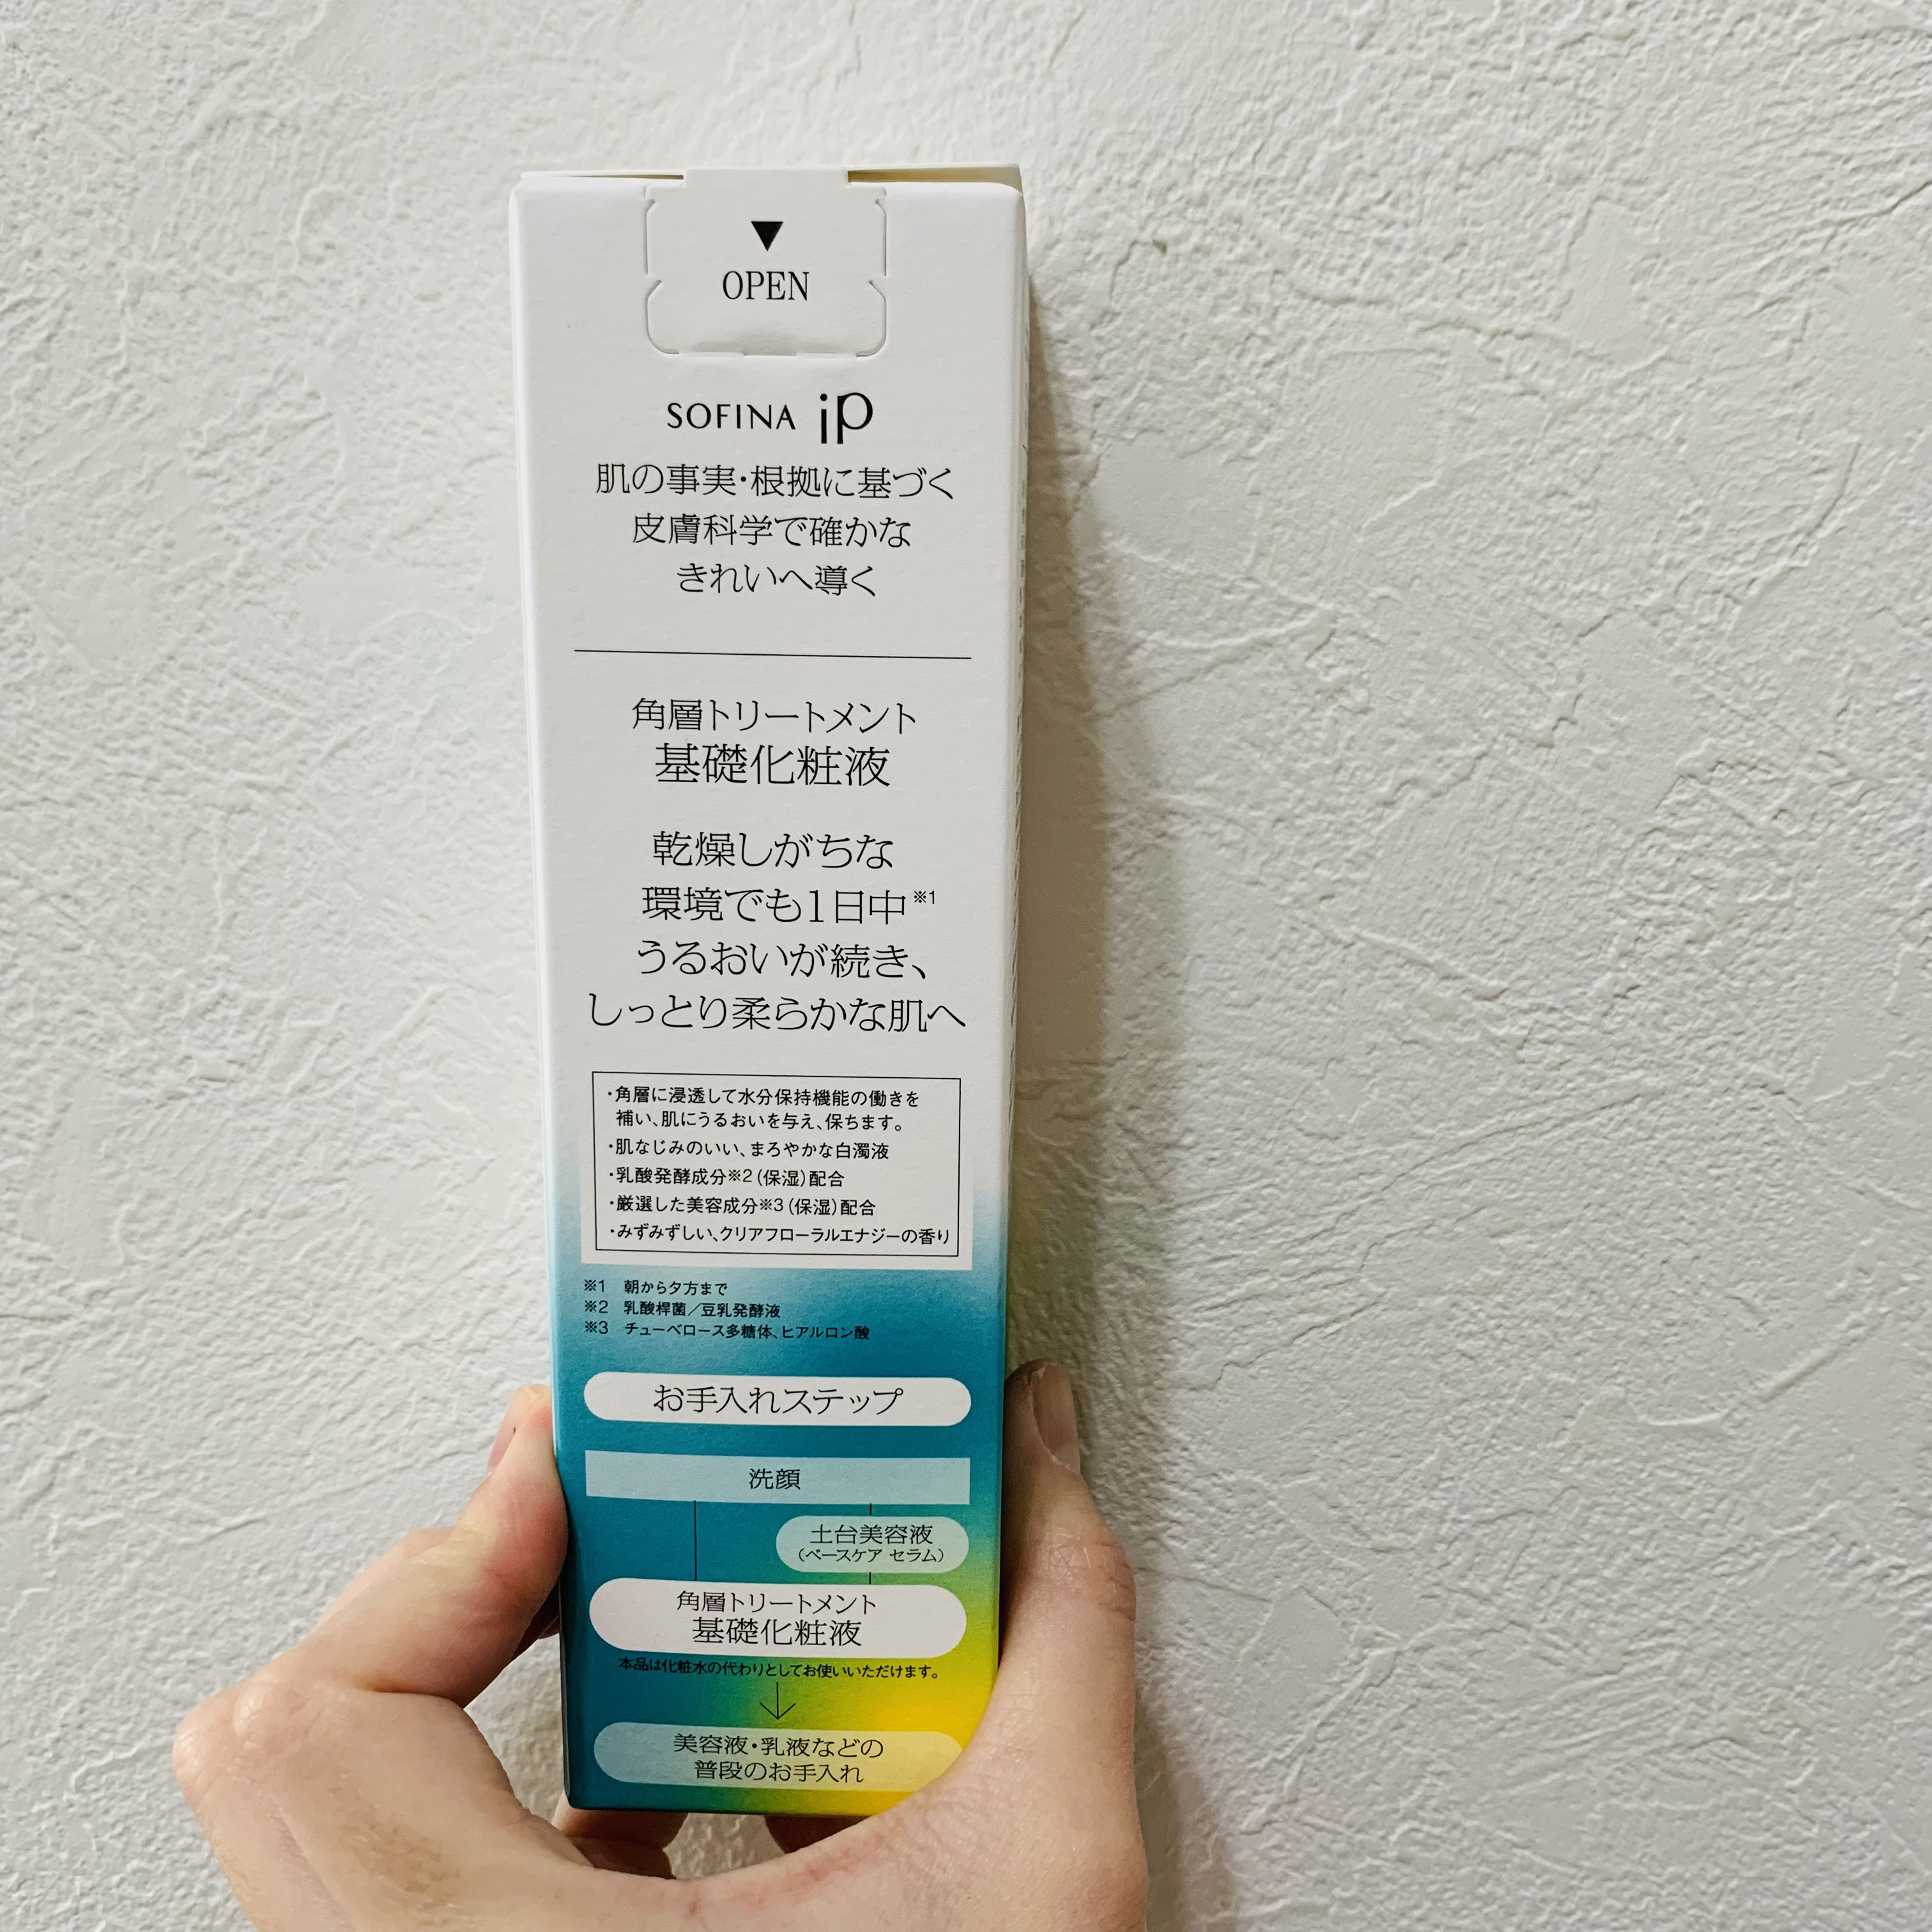 ▼
OPEN
SOFINA iP
肌の事実・根拠に基づく
皮膚科学で確かな
きれいへ導く
角層トリートメント
基礎化粧液
乾燥しがちな
環境でも1日中※1
うるおいが続き、
しっとり柔らかな肌へ
・角層に浸透して水分保持機能の働きを
補い、肌にうるおいを与え、保ちます。
・肌なじみのいい、まろやかな白濁液
・乳酸発酵成分※2(保湿)配合
・厳選した美容成分※3(保湿)配合
・みずみずしい、クリアフローラルエナジーの香り
※1 朝から夕方まで
※2 乳酸桿菌/豆乳発酵液
※3 チューベロース多糖体、ヒアルロン酸
お手入れステップ
洗顔
土台美容液
(ベースケア セラム)
角層トリートメント
基礎化粧液
本品は化粧水の代わりとしてお使いいただけます。
美容液・乳液などの
普段のお手入れ